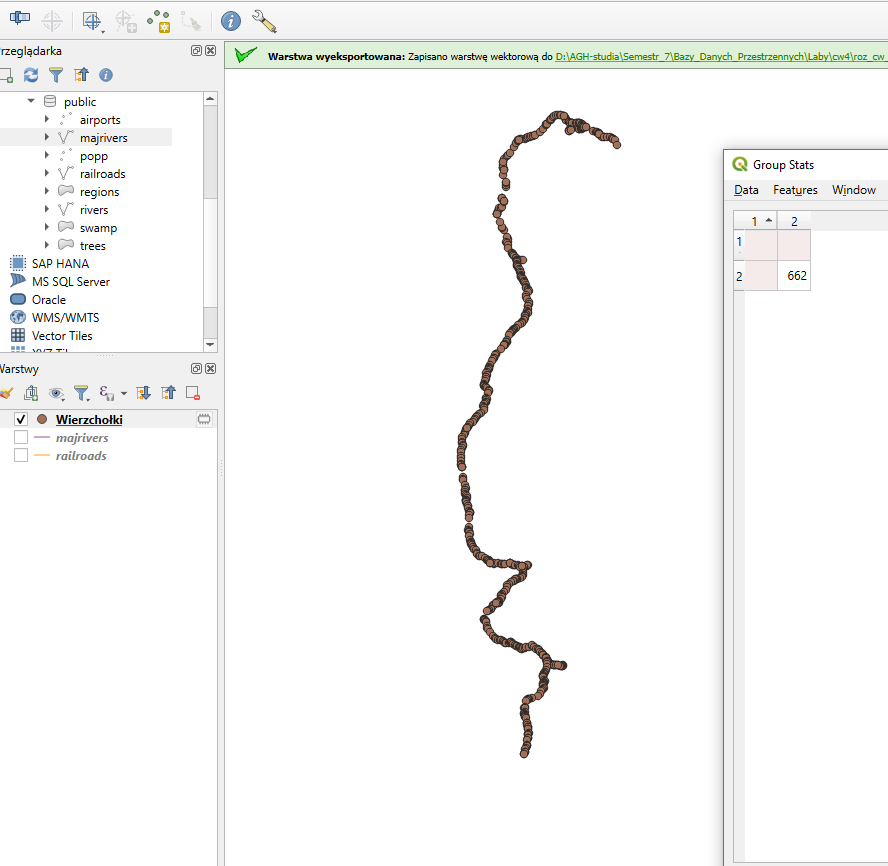 rzeglądarka
Warstwa wyeksportowana: Zapisano warstwę wektorową do D:\AGH-studia\Semestr_7\Bazy_Danych_Przestrzennych\Laby\cw4\roz_cw_
public
airports
majrivers
popp
railroads
regions
rivers
swamp
trees
SAP HANA
MS SQL Server
Oracle
WMS/WMTS
Vector Tiles
Warstwy
Wierzchołki
majrivers
railroads
Group Stats
Data Features Window
1 2
1
2 662